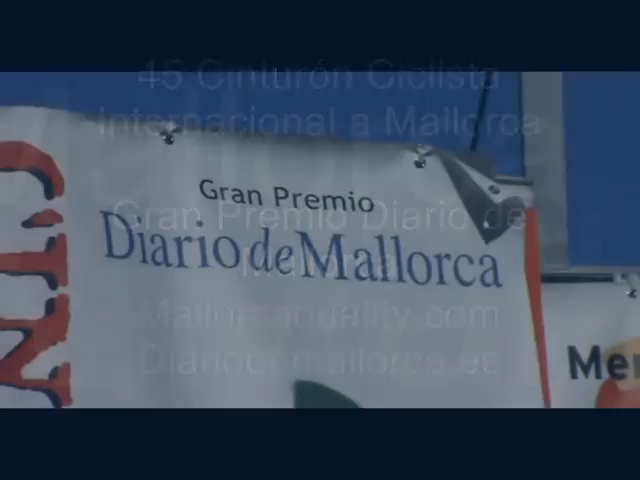 45 Cinturón Ciclista
Internacional a Mallorca
Gran Premio
Gran Premio Diario de
Mallorca
Diario de Mallorca
Mallorcaquality.com
Diariodemallorca.es
CIN
Me